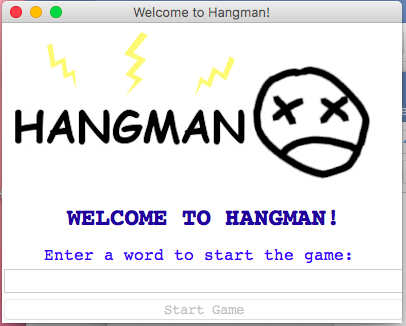 Welcome to Hangman!
HANGMAN
WELCOME TO HANGMAN!
Enter a word to start the game:
Start Game